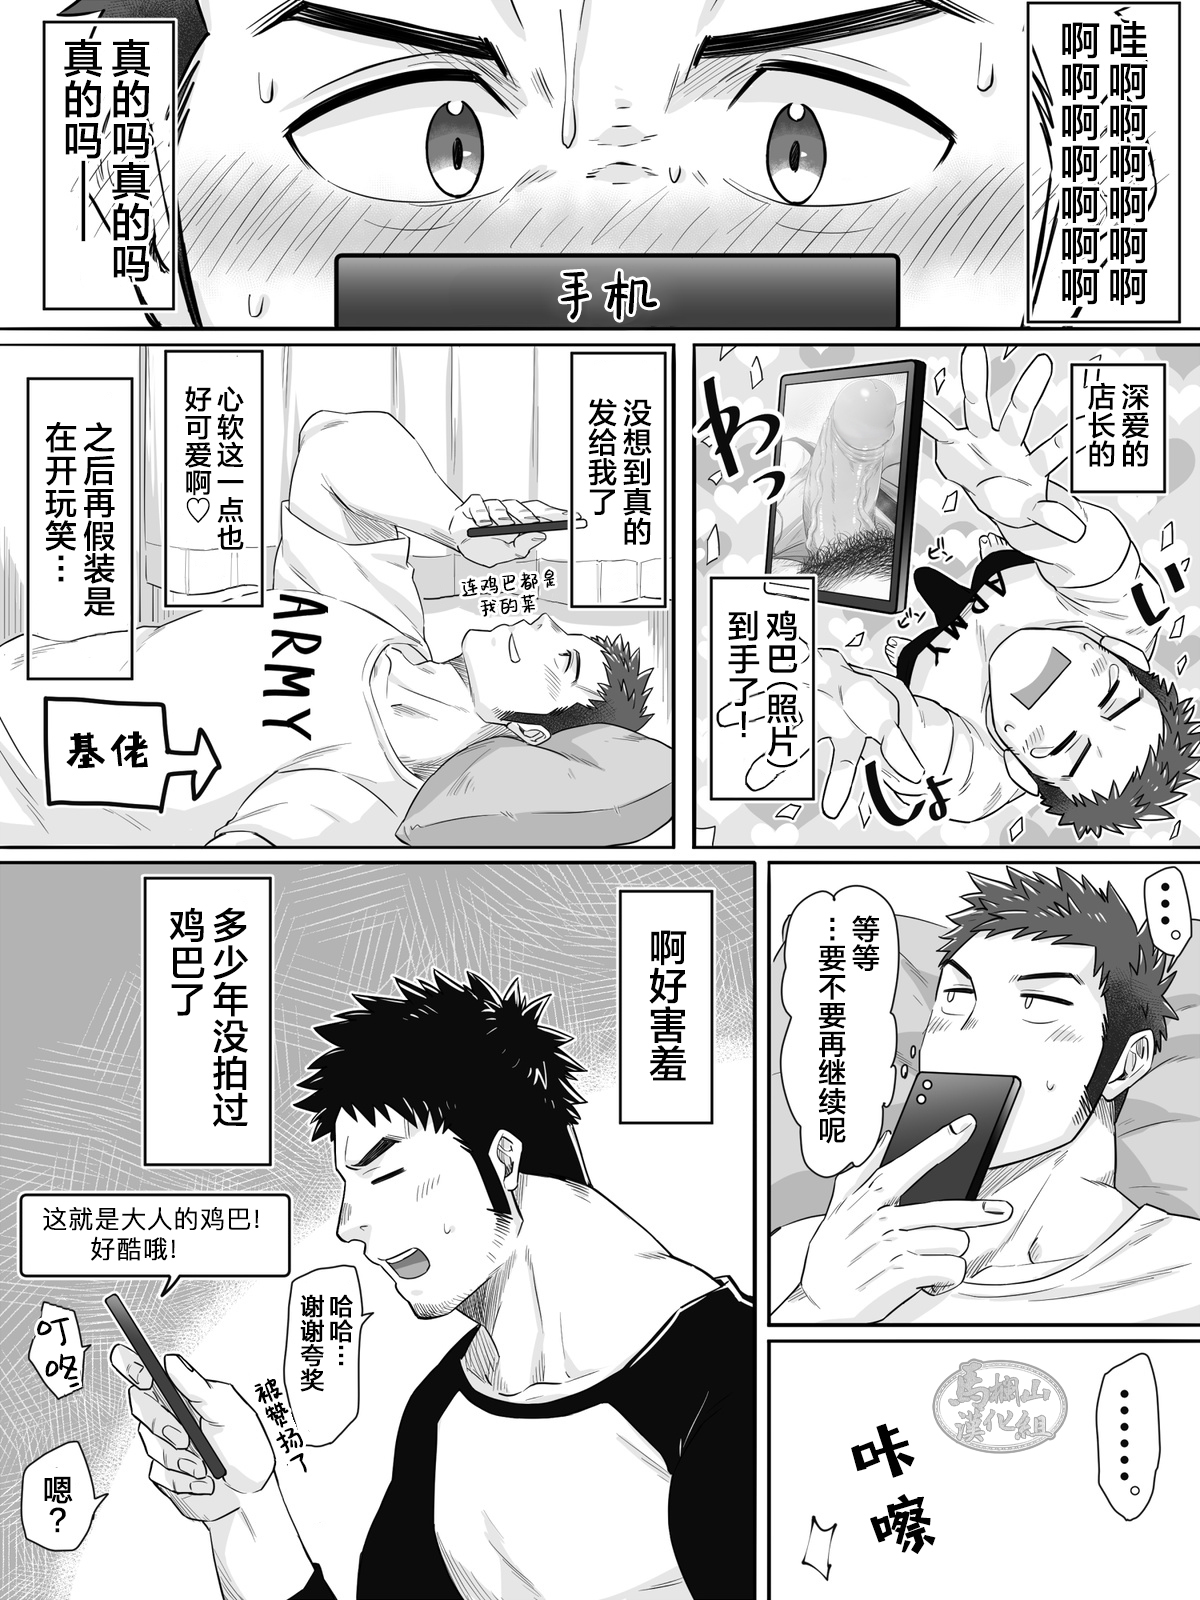 哇啊啊啊啊啊
啊啊啊啊啊啊
真的吗真的吗
真的吗——
手机
深爱的
店长的
わっ
しょい
ビン
ビン
ARMY
鸡巴(照片)
到手了!
没想到真的
发给我了
心软这一点也
好可爱啊♡
之后再假装是
在开玩笑…
连鸡巴都是
我的菜
ARMY
基佬
……。
等等
…要不要再继续呢
……。
咔嚓
馬欄山
漢化組
啊好害羞
多少年没拍过
鸡巴了
这就是大人的鸡巴!
好酷哦!
哈哈…
谢谢夸奖
被赞扬了
叮咚
嗯?